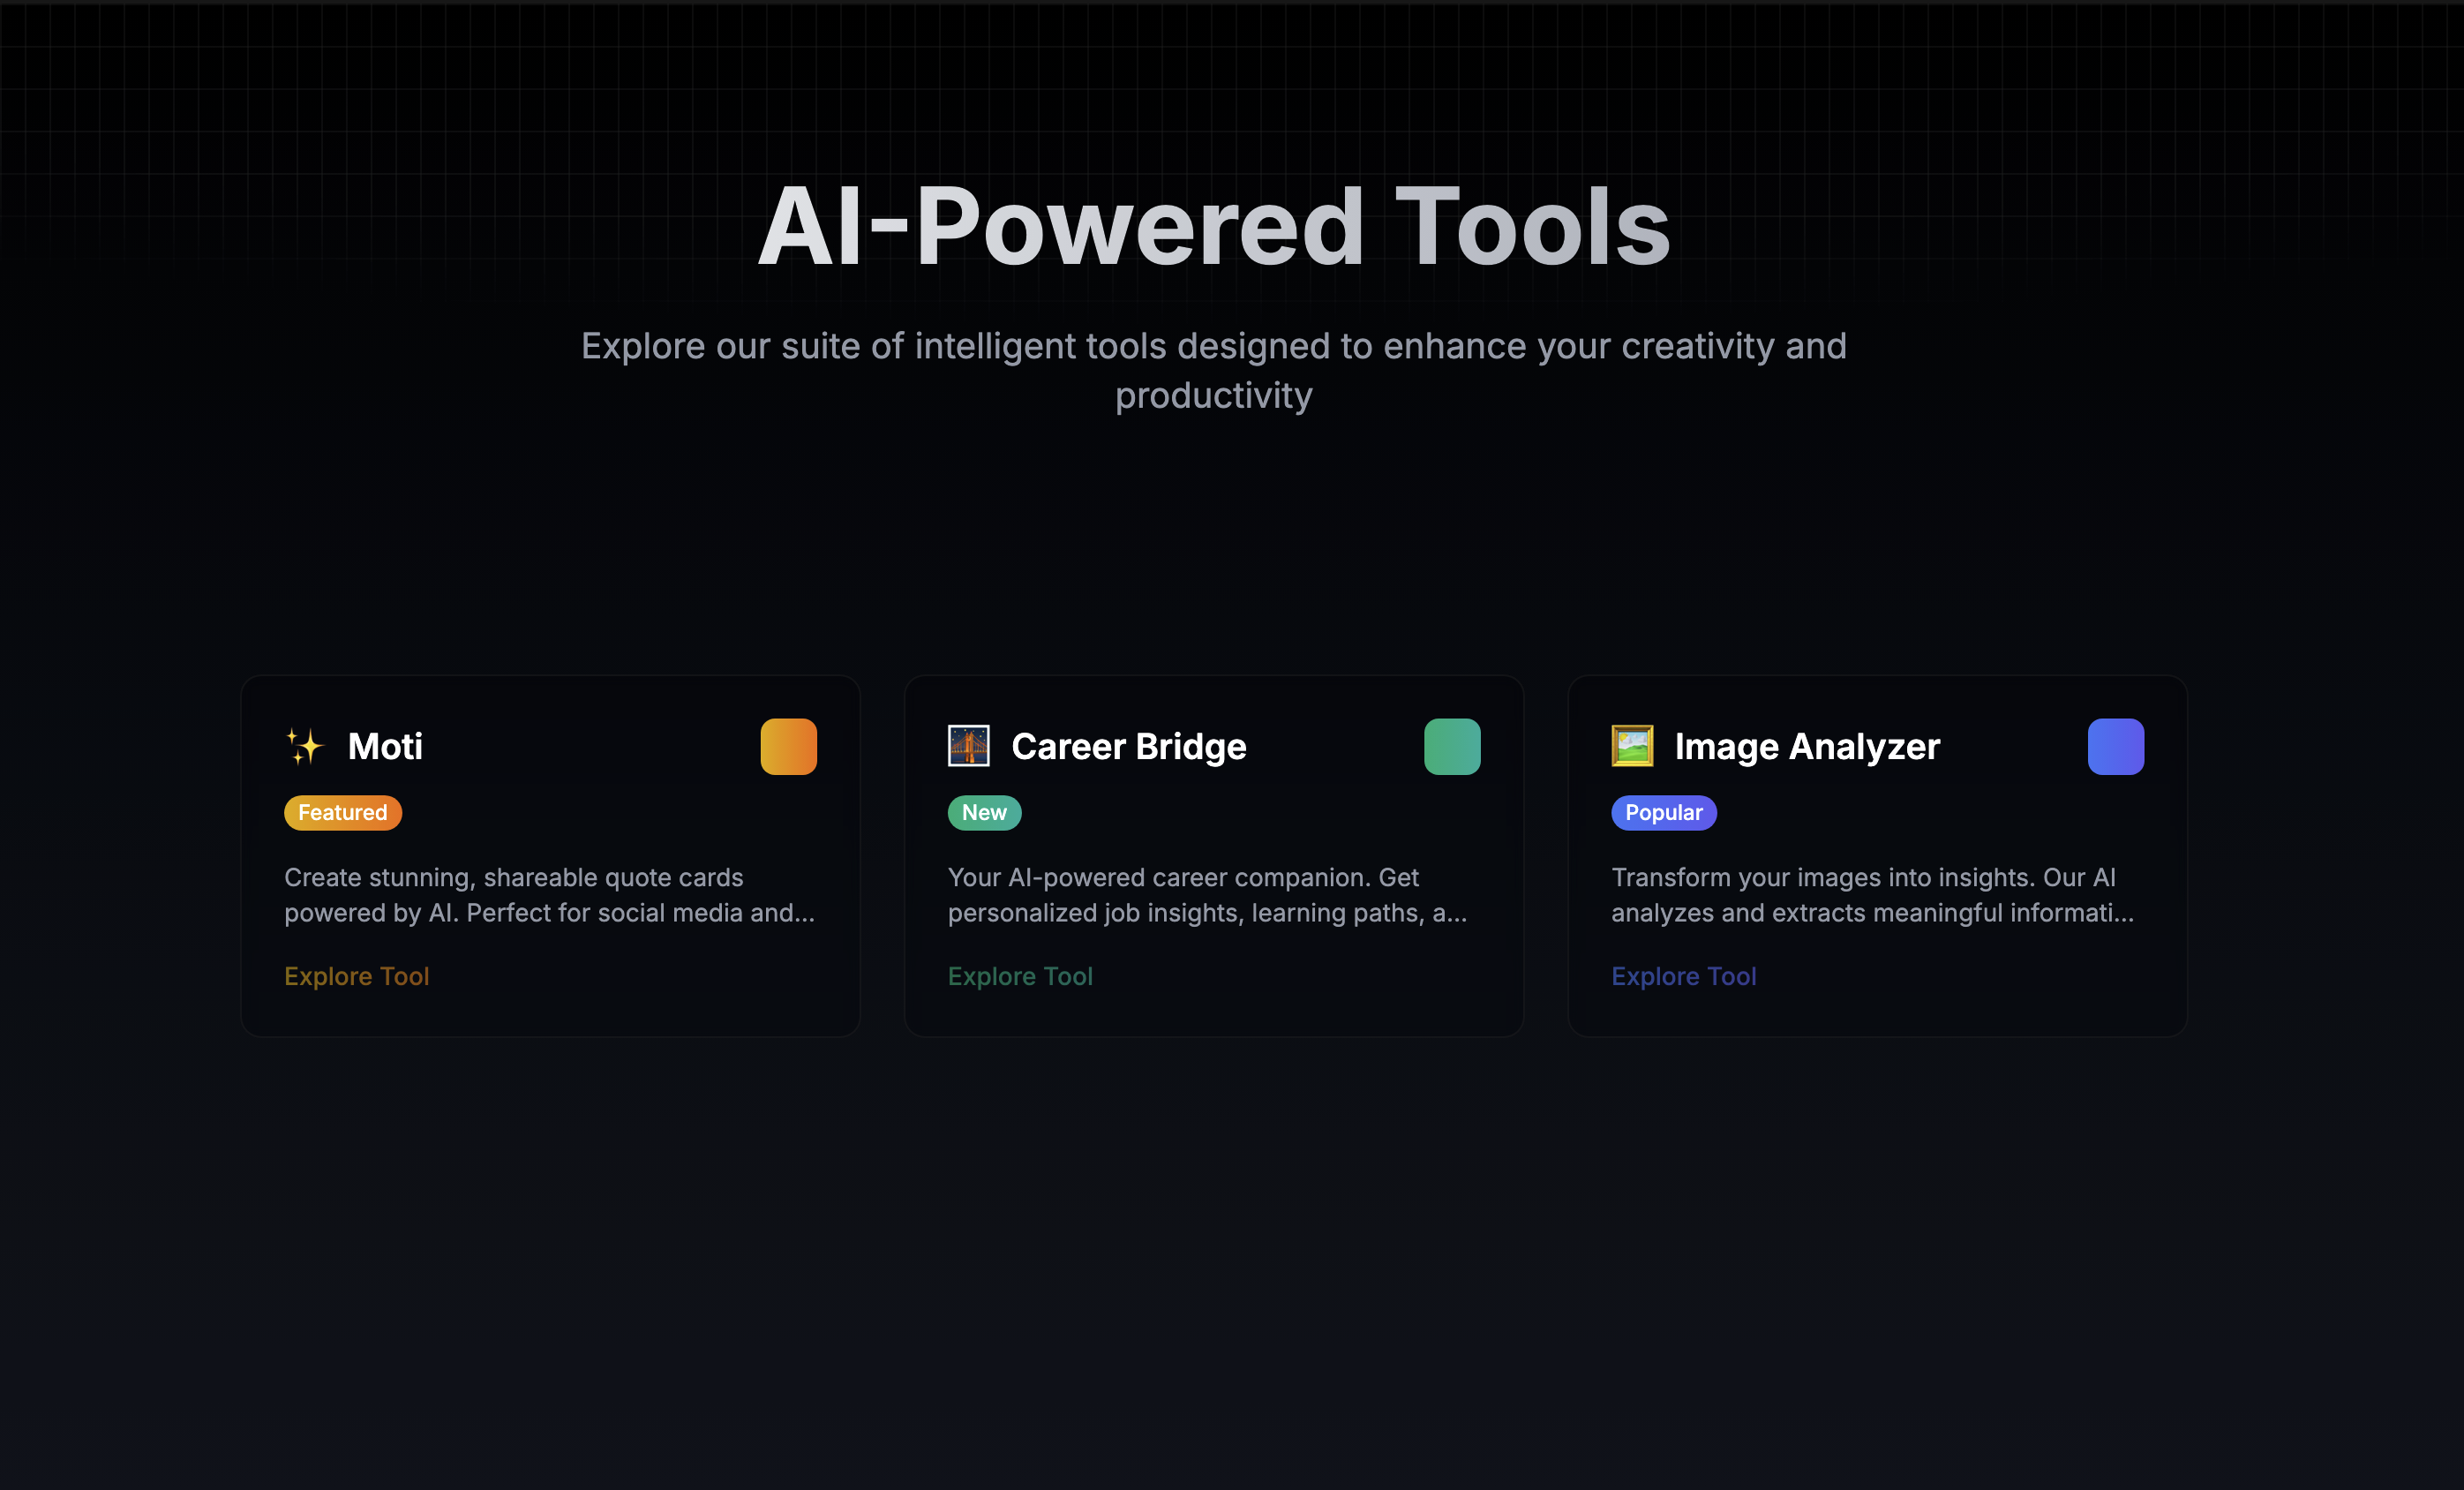 AI-Powered Tools
Explore our suite of intelligent tools designed to enhance your creativity and
productivity
Moti
Featured
Create stunning, shareable quote cards
powered by AI. Perfect for social media and...
Explore Tool
Career Bridge
New
Your AI-powered career companion. Get
personalized job insights, learning paths, a...
Explore Tool
Image Analyzer
Popular
Transform your images into insights. Our AI
analyzes and extracts meaningful informati...
Explore Tool